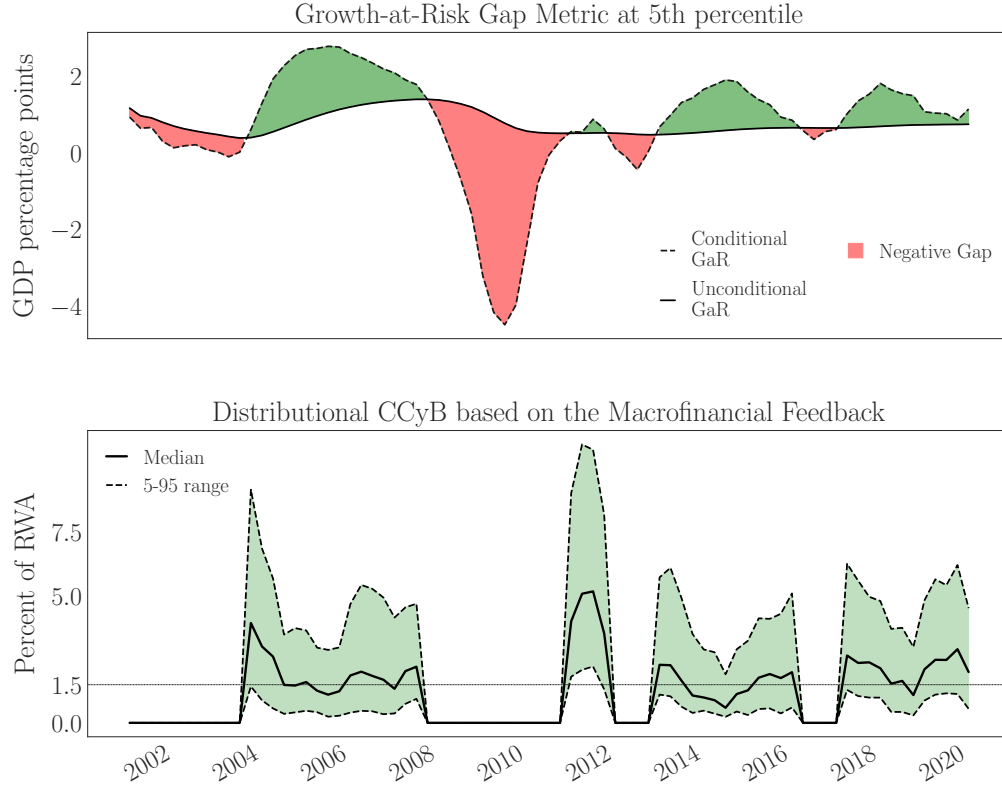 Growth-at-Risk Gap Metric at 5th percentile
GDP percentage points
2
0
−2
−4
Conditional
GaR
Unconditional
GaR
Negative Gap
Distributional CCyB based on the Macrofinancial Feedback
Percent of RWA
7.5
5.0
1.5
0.0
Median
5-95 range
2002
2004
2006
2008
2010
2012
2014
2016
2018
2020